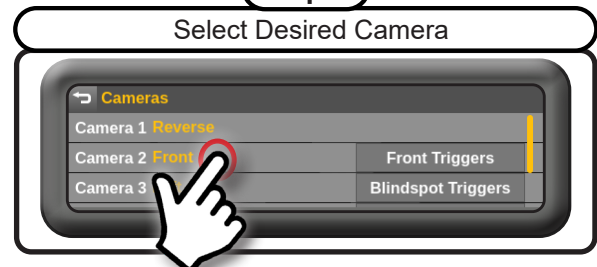 Select Desired Camera
Cameras
Camera 1 Reverse
Camera 2 Front Front Triggers
Camera 3 Blindspot Triggers